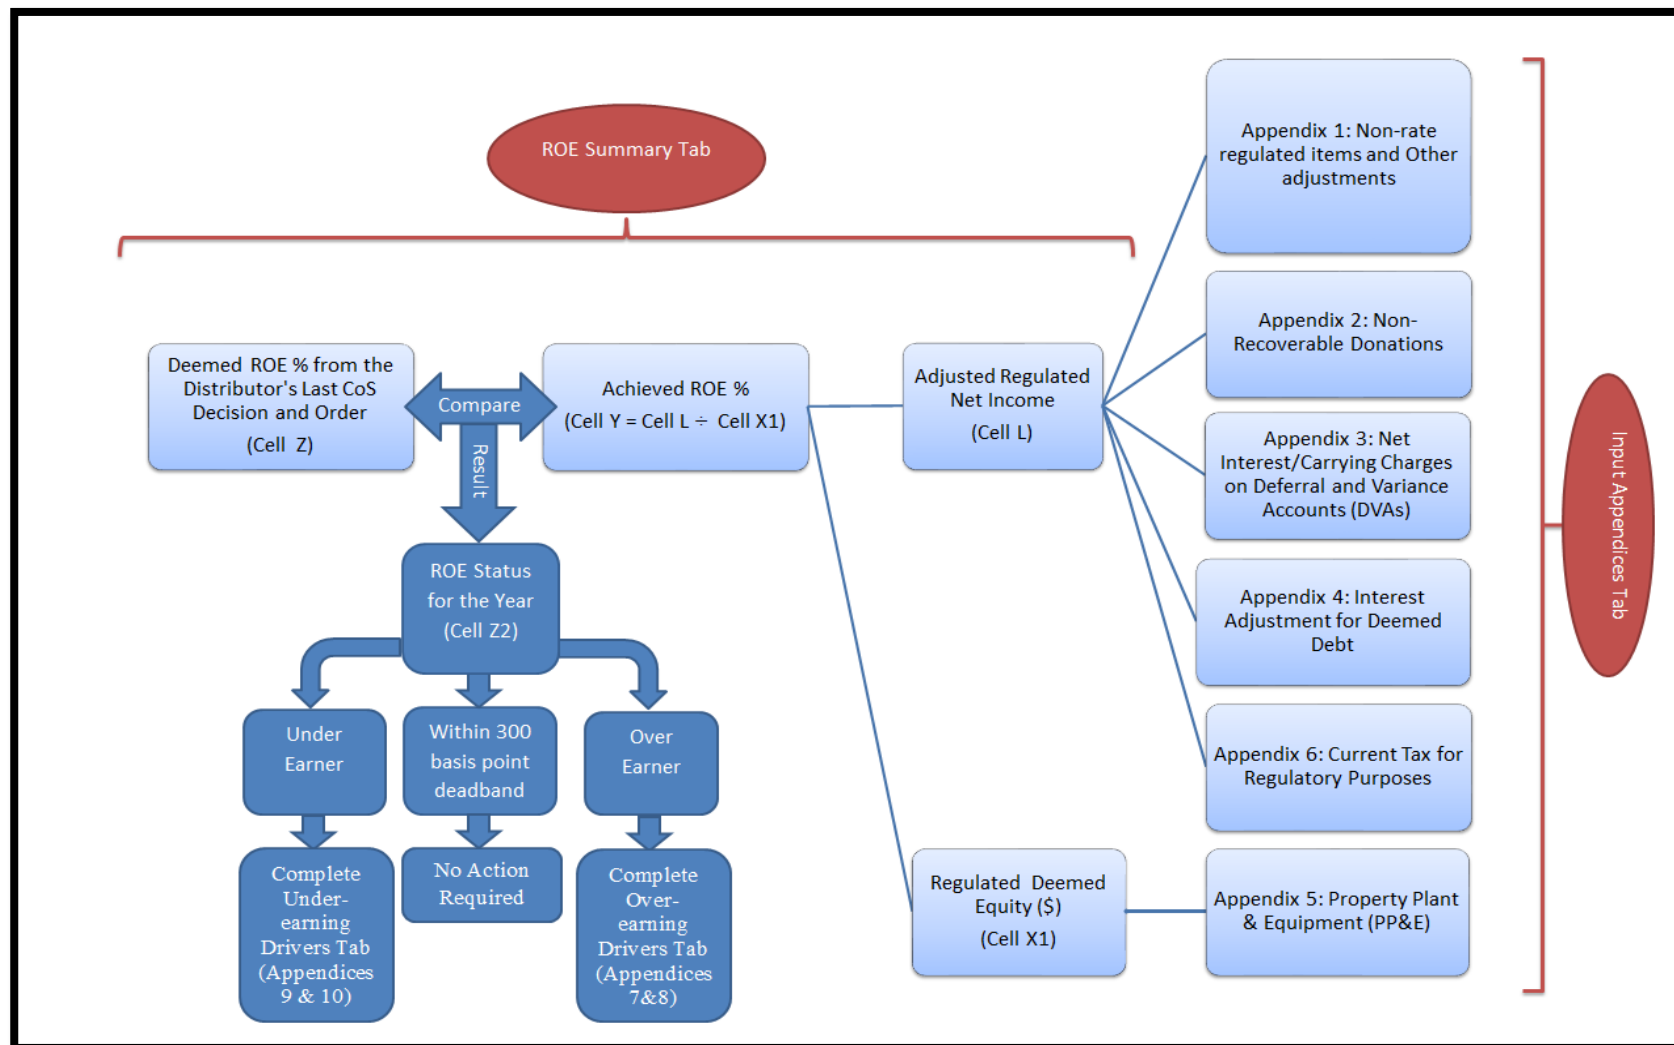 ROE Summary Tab
Deemed ROE % from the
Distributor's Last CoS
Decision and Order
(Cell Z)
Compare
Result
Achieved ROE %
(Cell Y = Cell L ÷ Cell X1)
Adjusted Regulated
Net Income
(Cell L)
ROE Status
for the Year
(Cell Z2)
Under
Earner
Within 300
basis point
deadband
Over
Earner
Complete
Under-
earning
Drivers Tab
(Appendices
9 & 10)
No Action
Required
Complete
Over-
earning
Drivers Tab
(Appendices
7&8)
Regulated Deemed
Equity ($)
(Cell X1)
Appendix 1: Non-rate
regulated items and Other
adjustments
Appendix 2: Non-
Recoverable Donations
Appendix 3: Net
Interest/Carrying Charges
on Deferral and Variance
Accounts (DVAs)
Appendix 4: Interest
Adjustment for Deemed
Debt
Appendix 6: Current Tax for
Regulatory Purposes
Appendix 5: Property Plant
& Equipment (PP&E)
Input Appendices Tab